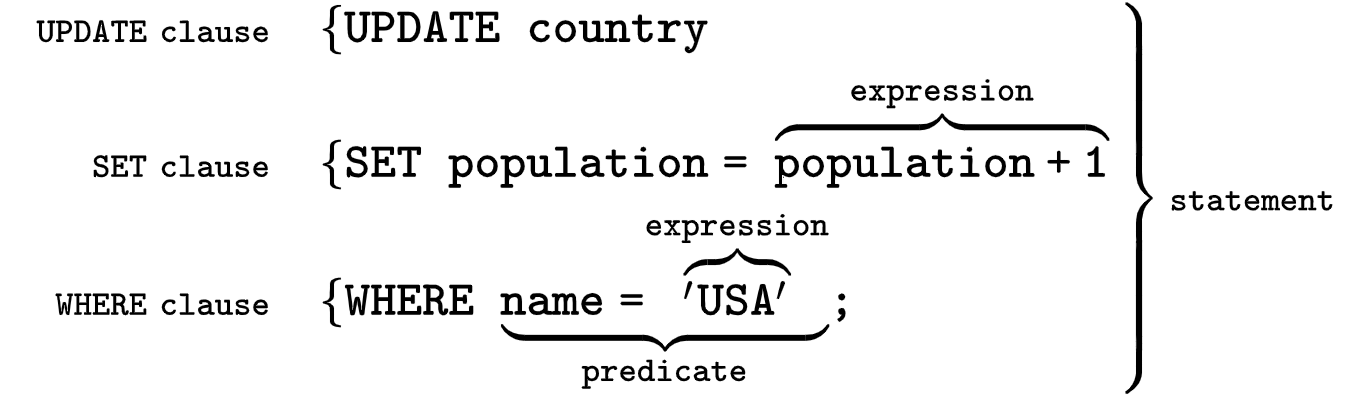 UPDATE clause {UPDATE country
expression
SET clause {SET population = population + 1
statement
expression
WHERE clause {WHERE name = 'USA' ;
predicate